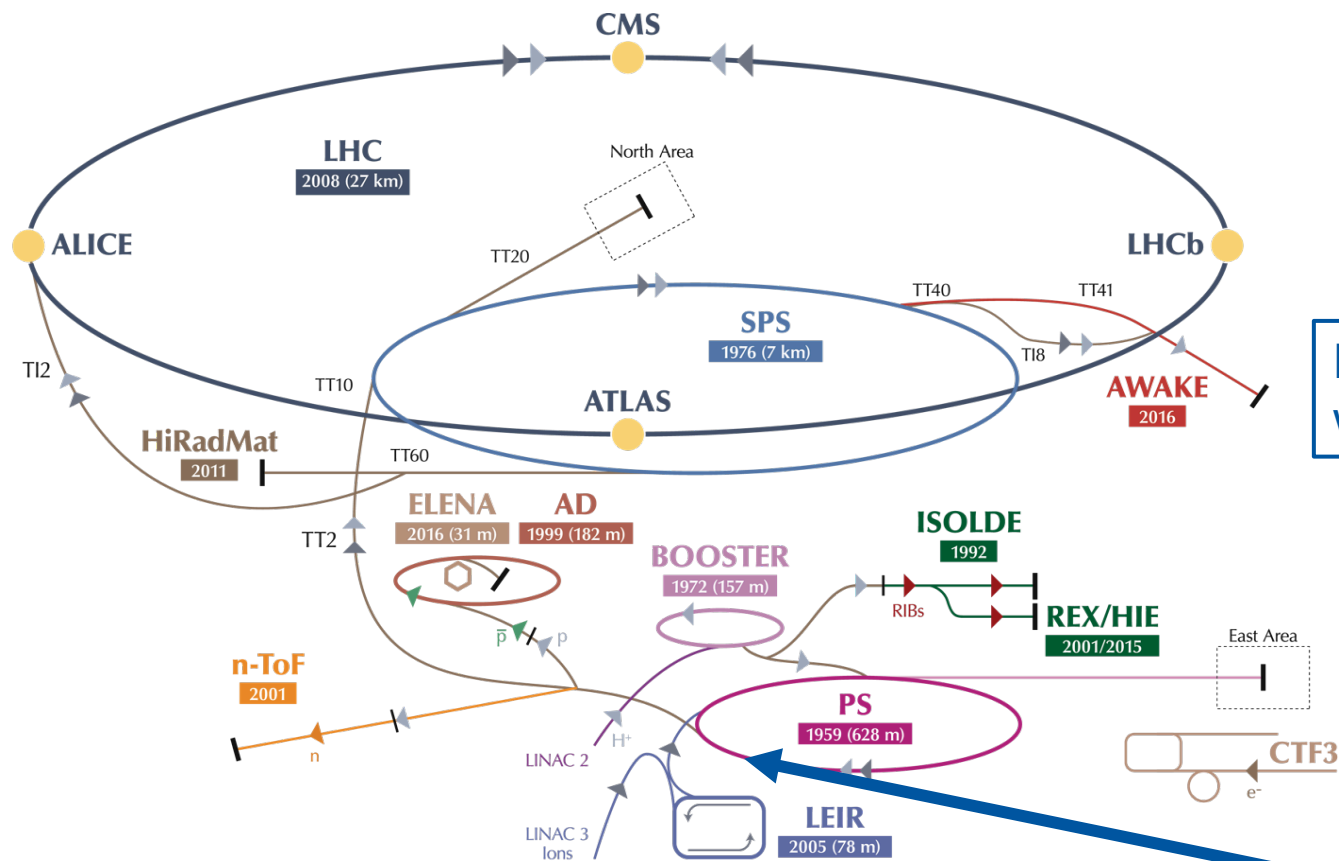 CMS
LHC
2008 (27 km)
North Area
ALICE
LHCb
TT20
TT40
TT41
SPS
1976 (7 km)
TI8
TI2
TT10
AWAKE
2016
ATLAS
HiRadMat
2011
TT60
ELENA
2016 (31 m)
AD
1999 (182 m)
TT2
ISOLDE
1992
BOOSTER
1972 (157 m)
RIBs
REX/HIE
2001/2015
East Area
p̅
p
n-ToF
2001
n
PS
1959 (628 m)
H⁺
LINAC 2
CTF3
e⁻
LINAC 3
Ions
LEIR
2005 (78 m)